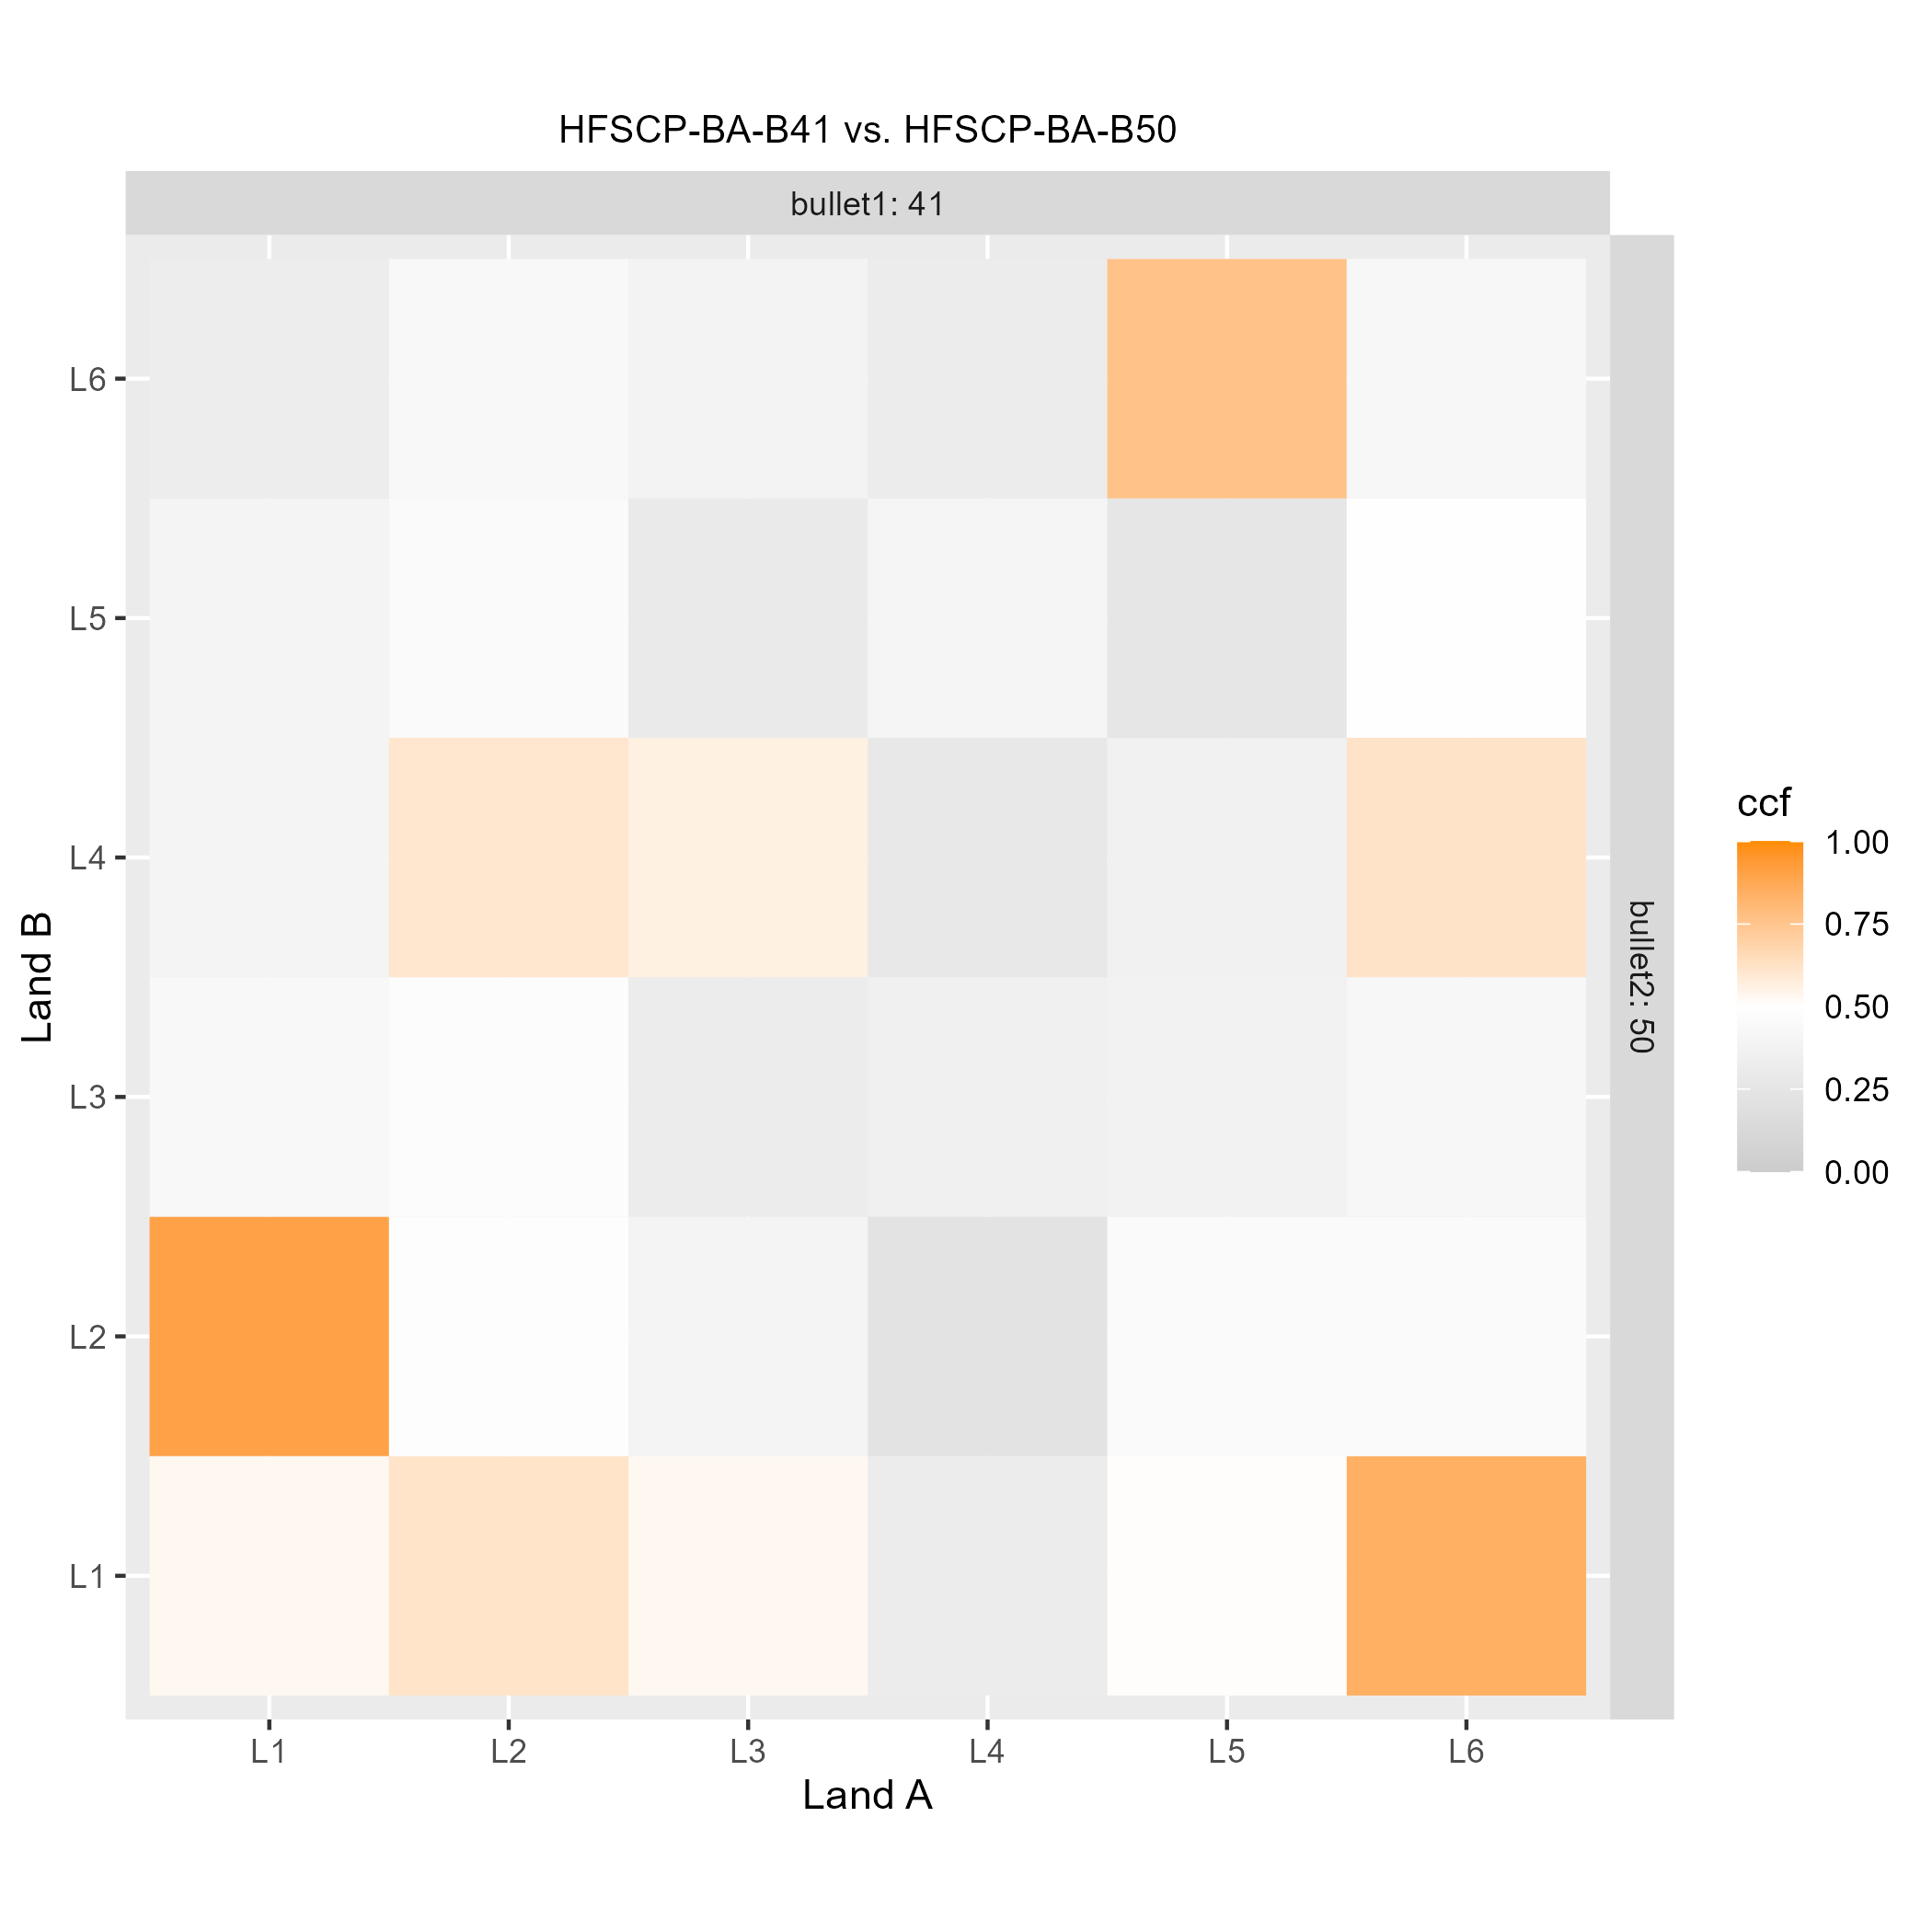 HFSCP-BA-B41 vs. HFSCP-BA-B50
bullet1: 41
L6
L5
L4
L3
L2
L1
Land B
bullet2: 50
L1 L2 L3 L4 L5 L6
Land A
ccf
1.00
0.75
0.50
0.25
0.00